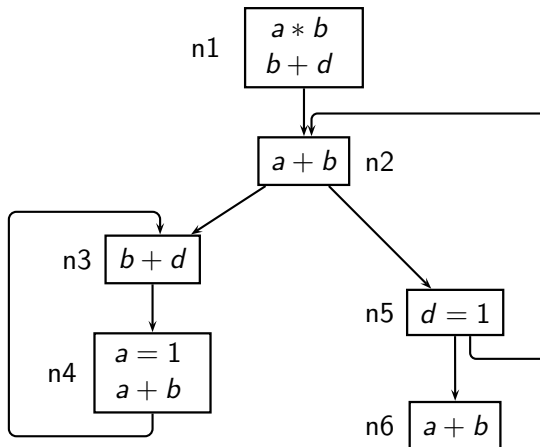 n1
a ∗ b
b + d
a + b
n2
n3
b + d
n5
d = 1
n4
a = 1
a + b
n6
a + b